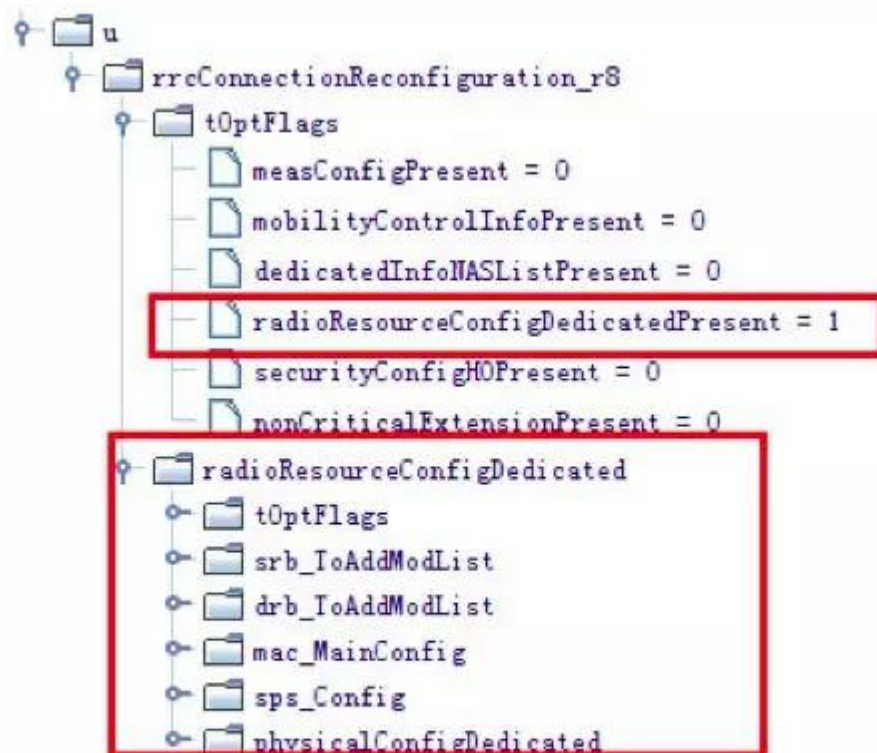 u
rrcConnectionReconfiguration_r8
tOptFlags
measConfigPresent = 0
mobilityControlInfoPresent = 0
dedicatedInfoNASListPresent = 0
radioResourceConfigDedicatedPresent = 1
securityConfigHOPresent = 0
nonCriticalExtensionPresent = 0
radioResourceConfigDedicated
tOptFlags
srb_ToAddModList
drb_ToAddModList
mac_MainConfig
sps_Config
physicalConfigDedicated